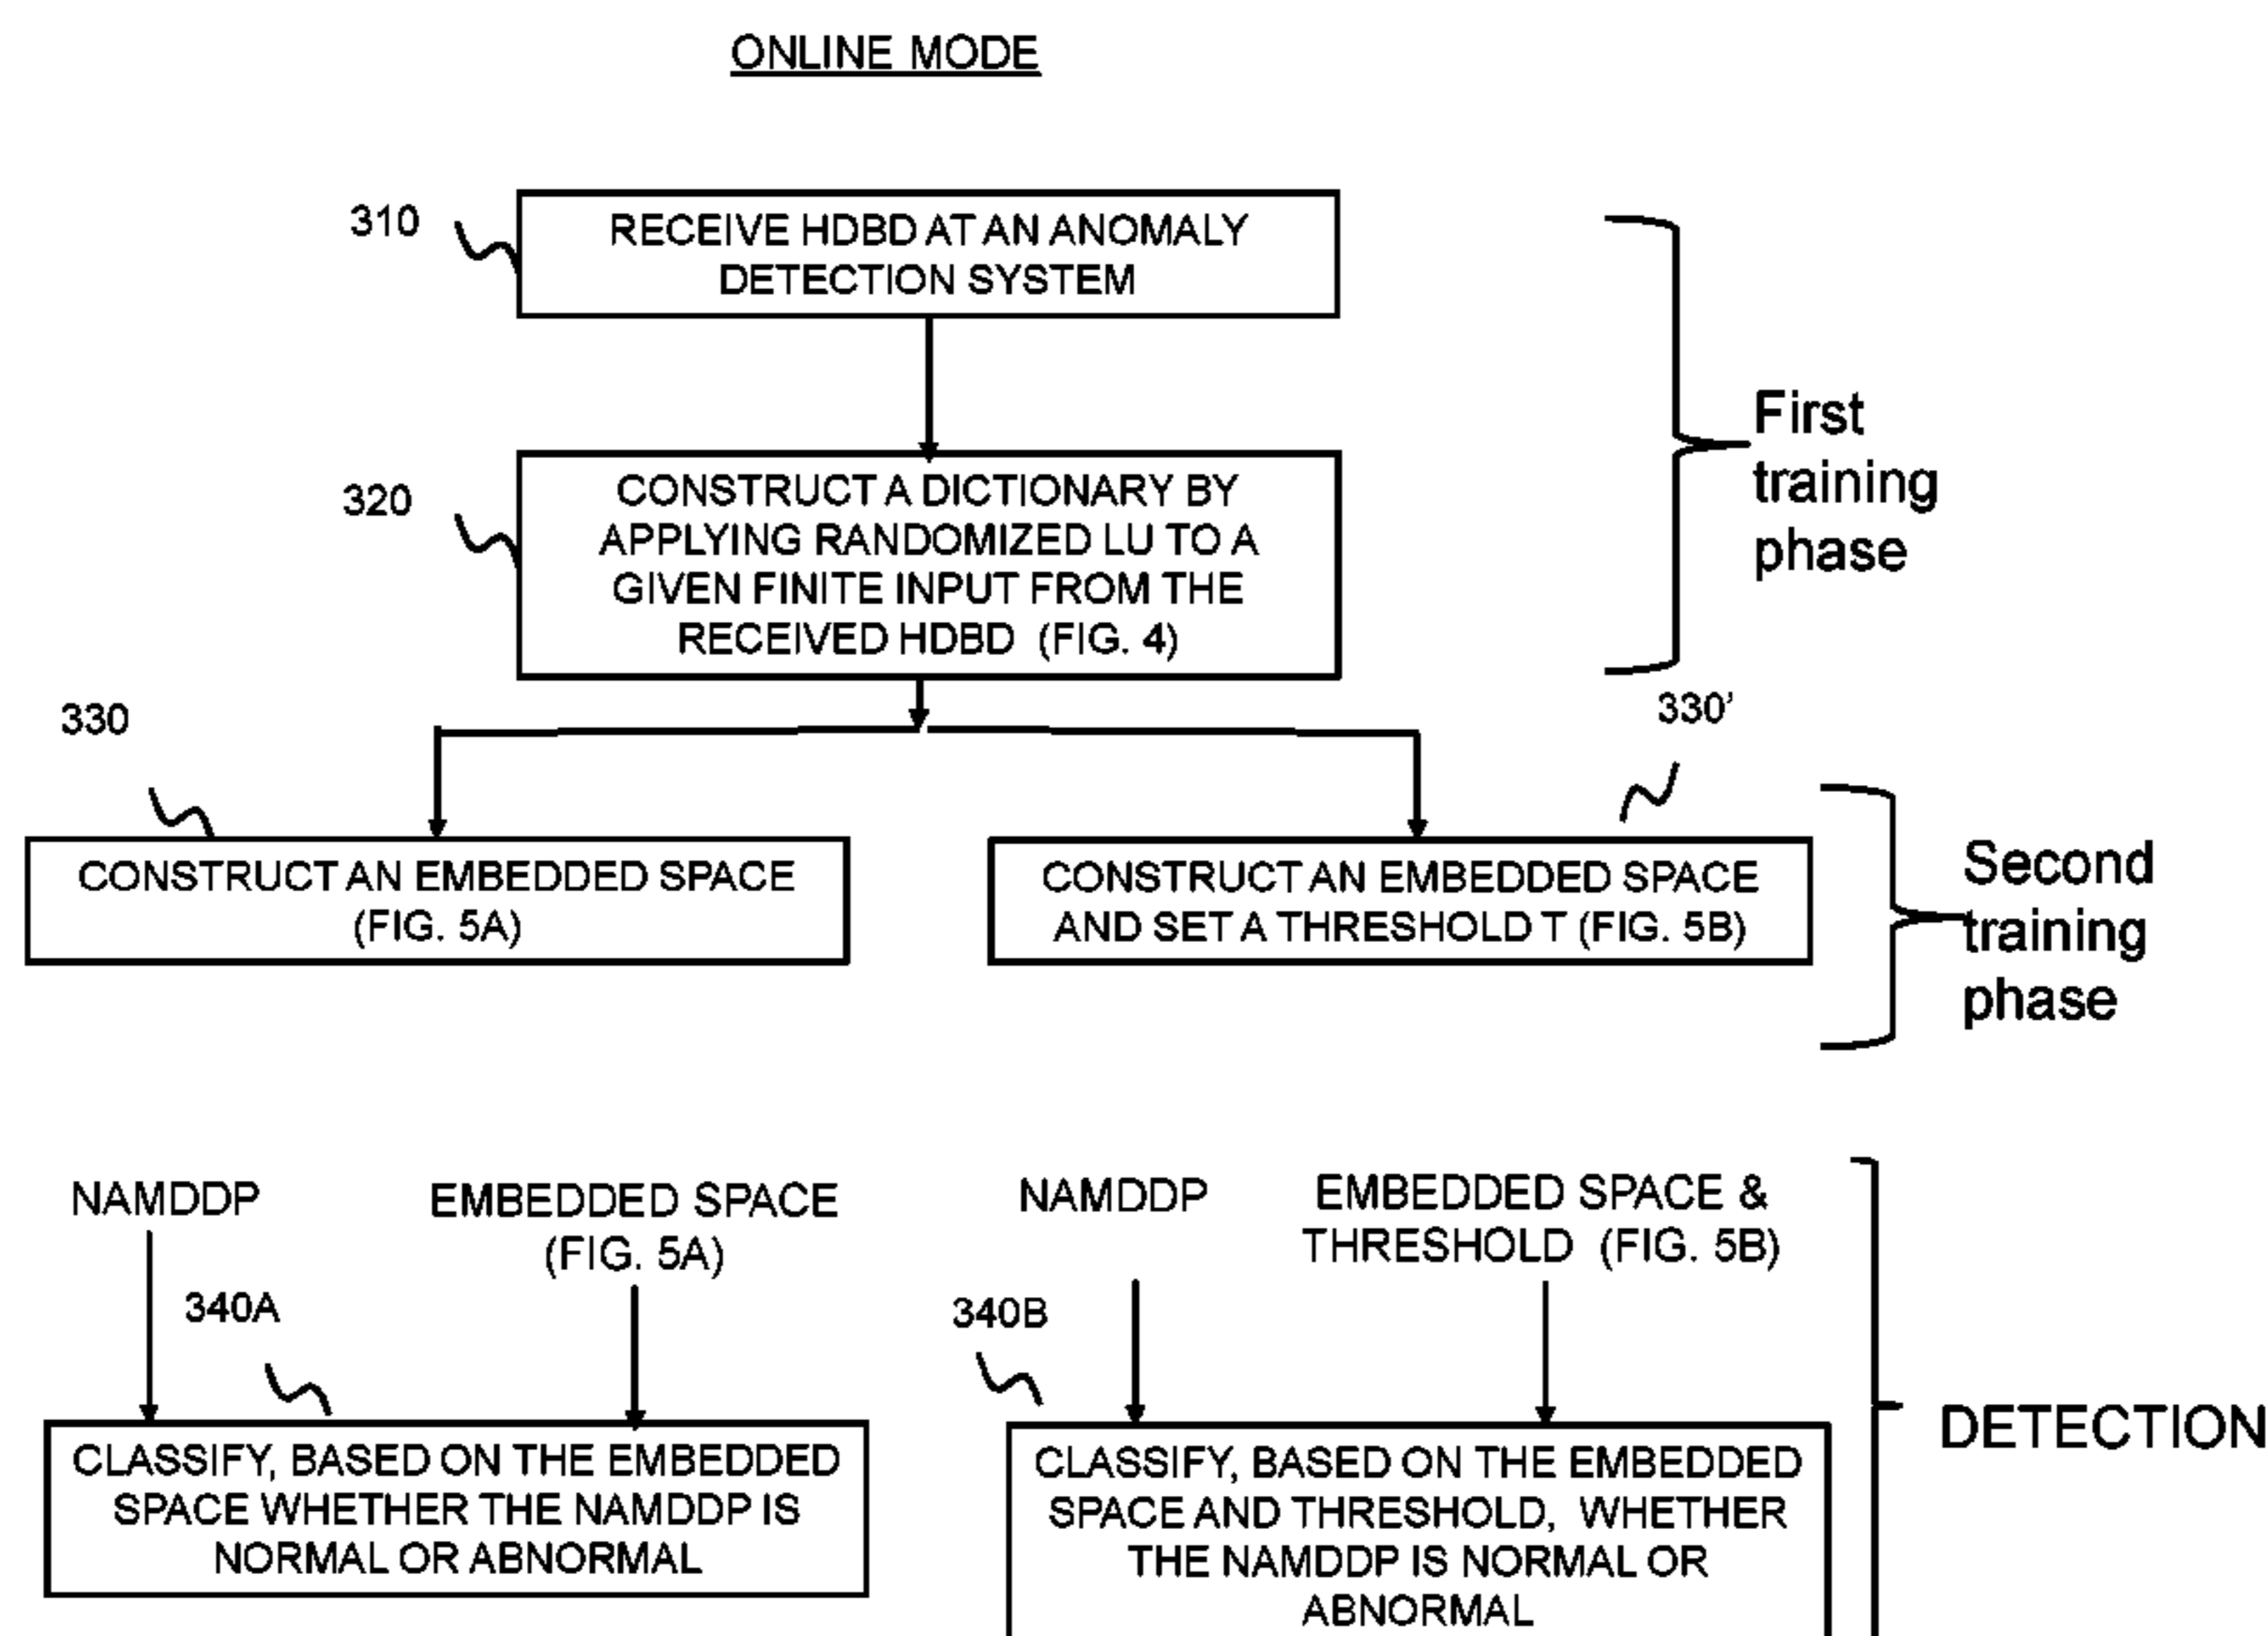 ONLINE MODE
310
RECEIVE HDBD AT AN ANOMALY
DETECTION SYSTEM
320
CONSTRUCT A DICTIONARY BY
APPLYING RANDOMIZED LU TO A
GIVEN FINITE INPUT FROM THE
RECEIVED HDBD (FIG. 4)
First
training
phase
330
CONSTRUCT AN EMBEDDED SPACE
(FIG. 5A)
330'
CONSTRUCT AN EMBEDDED SPACE
AND SET A THRESHOLD T (FIG. 5B)
Second
training
phase
NAMDDP
EMBEDDED SPACE
(FIG. 5A)
340A
CLASSIFY, BASED ON THE EMBEDDED
SPACE WHETHER THE NAMDDP IS
NORMAL OR ABNORMAL
NAMDDP
EMBEDDED SPACE &
THRESHOLD (FIG. 5B)
340B
CLASSIFY, BASED ON THE EMBEDDED
SPACE AND THRESHOLD, WHETHER
THE NAMDDP IS NORMAL OR
ABNORMAL
DETECTION